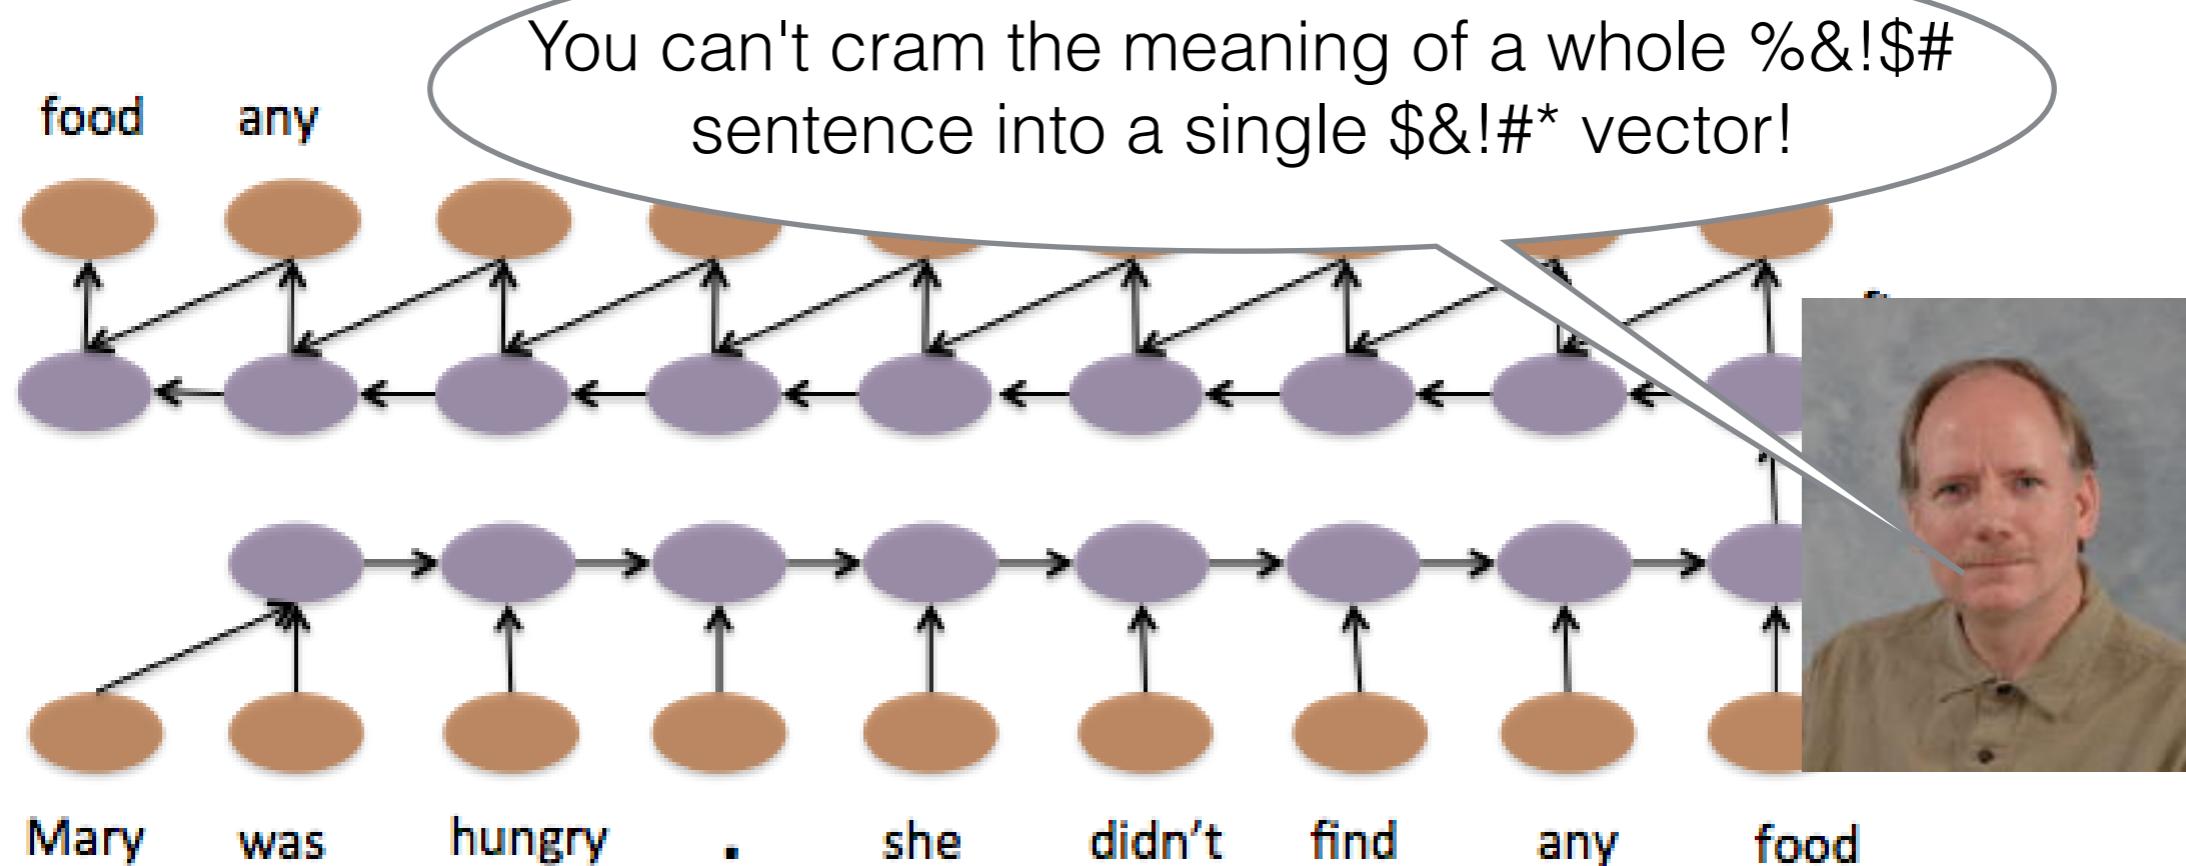 You can't cram the meaning of a whole %&!$#
sentence into a single $&!#* vector!
food any
Mary was hungry . she didn't find any food